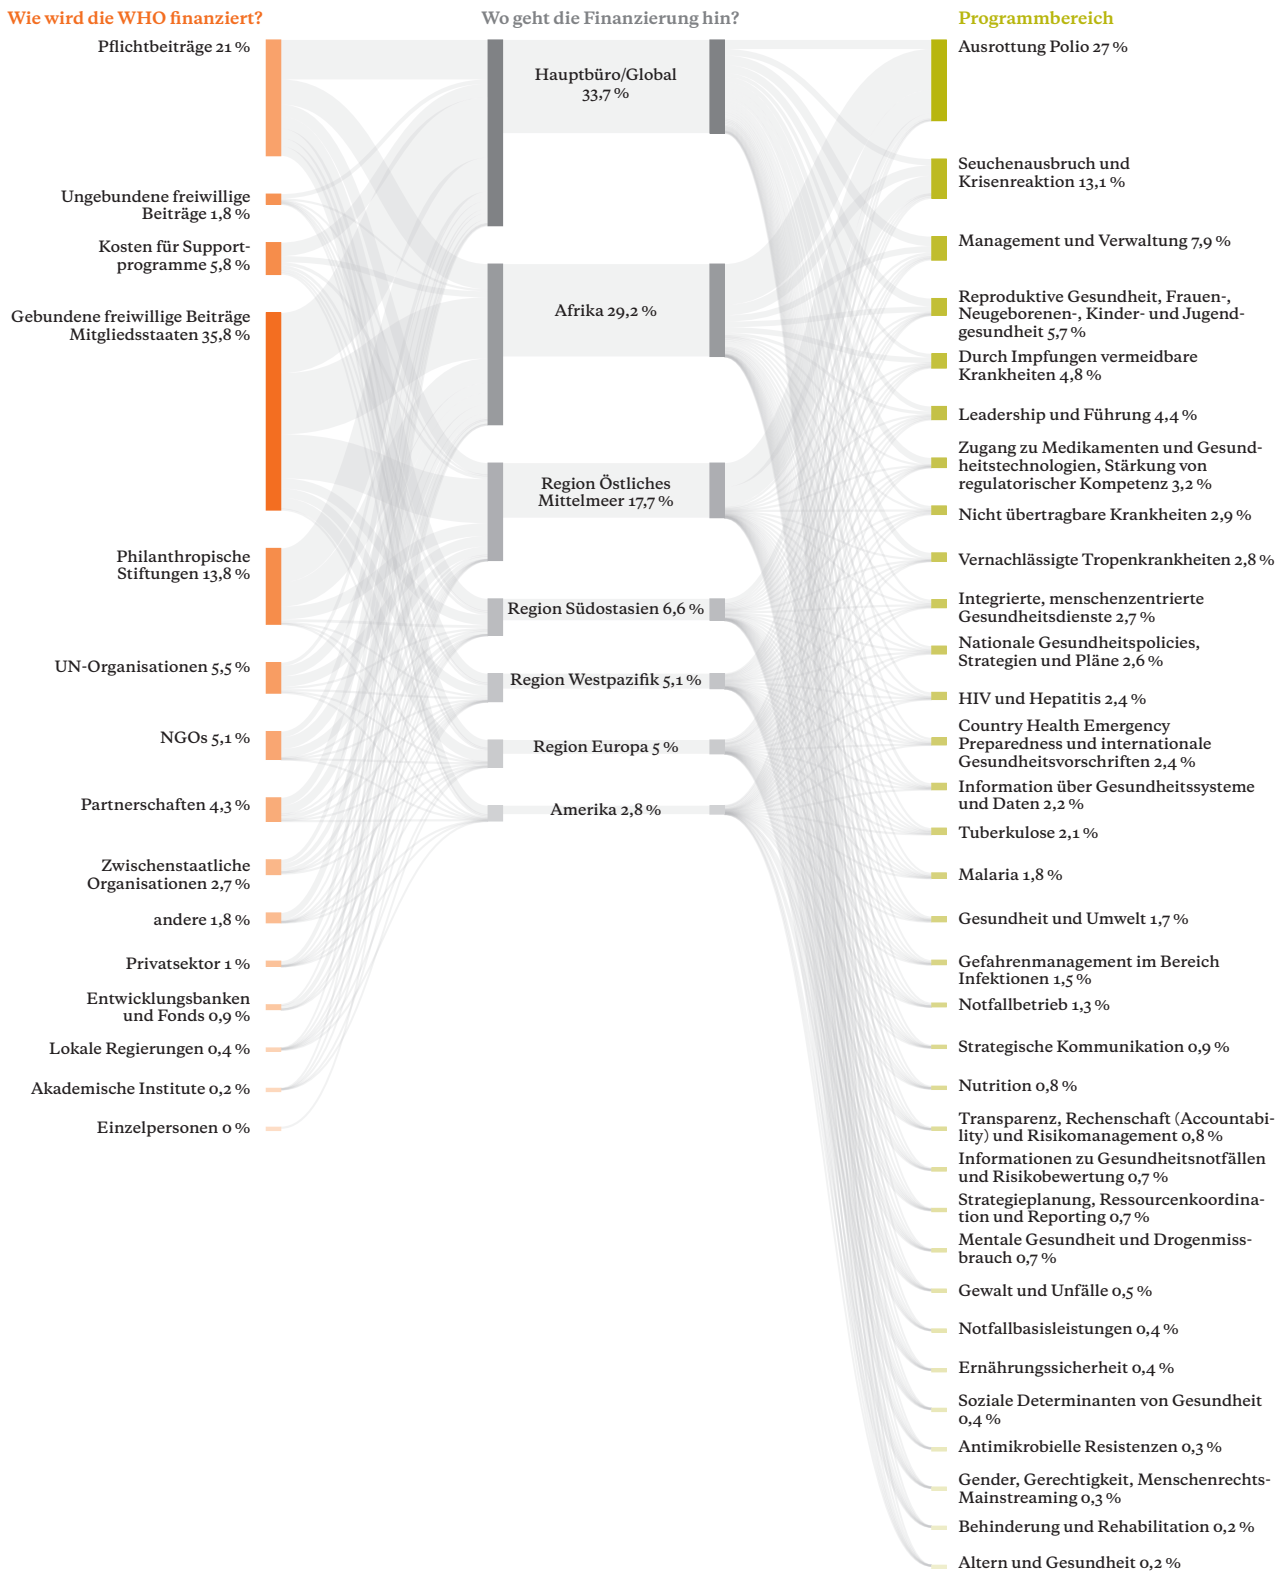 Wie wird die WHO finanziert?
Pflichtbeiträge 21 %
Ungebundene freiwillige
Beiträge 1,8 %
Kosten für Support-
programme 5,8 %
Gebundene freiwillige Beiträge
Mitgliedsstaaten 35,8 %
Philanthropische
Stiftungen 13,8 %
UN-Organisationen 5,5 %
NGOs 5,1 %
Partnerschaften 4,3 %
Zwischenstaatliche
Organisationen 2,7 %
andere 1,8 %
Privatsektor 1 %
Entwicklungsbanken
und Fonds 0,9 %
Lokale Regierungen 0,4 %
Akademische Institute 0,2 %
Einzelpersonen 0 %
Wo geht die Finanzierung hin?
Hauptbüro/Global
33,7 %
Afrika 29,2 %
Region Östliches
Mittelmeer 17,7 %
Region Südostasien 6,6 %
Region Westpazifik 5,1 %
Region Europa 5 %
Amerika 2,8 %
Programmbereich
Ausrottung Polio 27 %
Seuchenausbruch und
Krisenreaktion 13,1 %
Management und Verwaltung 7,9 %
Reproduktive Gesundheit, Frauen-,
Neugeborenen-, Kinder- und Jugend-
gesundheit 5,7 %
Durch Impfungen vermeidbare
Krankheiten 4,8 %
Leadership und Führung 4,4 %
Zugang zu Medikamenten und Gesund-
heitstechnologien, Stärkung von
regulatorischer Kompetenz 3,2 %
Nicht übertragbare Krankheiten 2,9 %
Vernachlässigte Tropenkrankheiten 2,8 %
Integrierte, menschenzentrierte
Gesundheitsdienste 2,7 %
Nationale Gesundheitspolicies,
Strategien und Pläne 2,6 %
HIV und Hepatitis 2,4 %
Country Health Emergency
Preparedness und internationale
Gesundheitsvorschriften 2,4 %
Information über Gesundheitssysteme
und Daten 2,2 %
Tuberkulose 2,1 %
Malaria 1,8 %
Gesundheit und Umwelt 1,7 %
Gefahrenmanagement im Bereich
Infektionen 1,5 %
Notfallbetrieb 1,3 %
Strategische Kommunikation 0,9 %
Nutrition 0,8 %
Transparenz, Rechenschaft (Accountabi-
lity) und Risikomanagement 0,8 %
Informationen zu Gesundheitsnotfällen
und Risikobewertung 0,7 %
Strategieplanung, Ressourcenkoordina-
tion und Reporting 0,7 %
Mentale Gesundheit und Drogenmiss-
brauch 0,7 %
Gewalt und Unfälle 0,5 %
Notfallbasisleistungen 0,4 %
Ernährungssicherheit 0,4 %
Soziale Determinanten von Gesundheit
0,4 %
Antimikrobielle Resistenzen 0,3 %
Gender, Gerechtigkeit, Menschenrechts-
Mainstreaming 0,3 %
Behinderung und Rehabilitation 0,2 %
Altern und Gesundheit 0,2 %